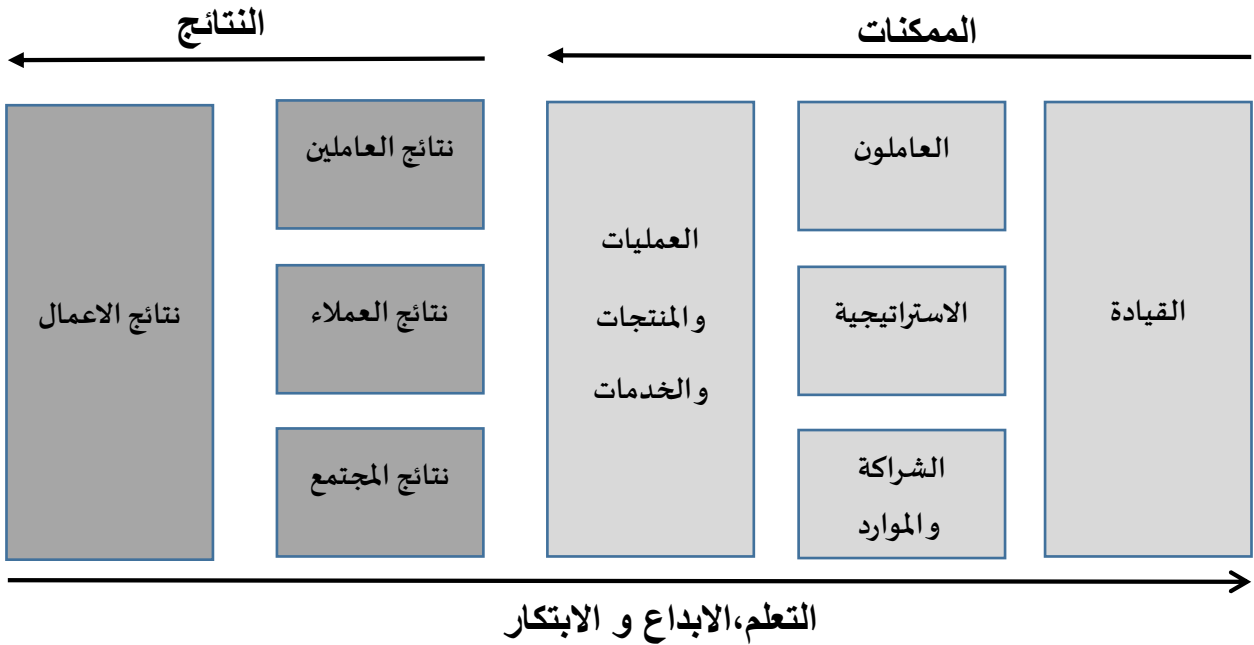 الممكنات
النتائج
القيادة
العاملون
الاستراتيجية
الشراكة
والموارد
العمليات
والمنتجات
والخدمات
نتائج العاملين
نتائج العملاء
نتائج المجتمع
نتائج الاعمال
التعلم،الابداع و الابتكار